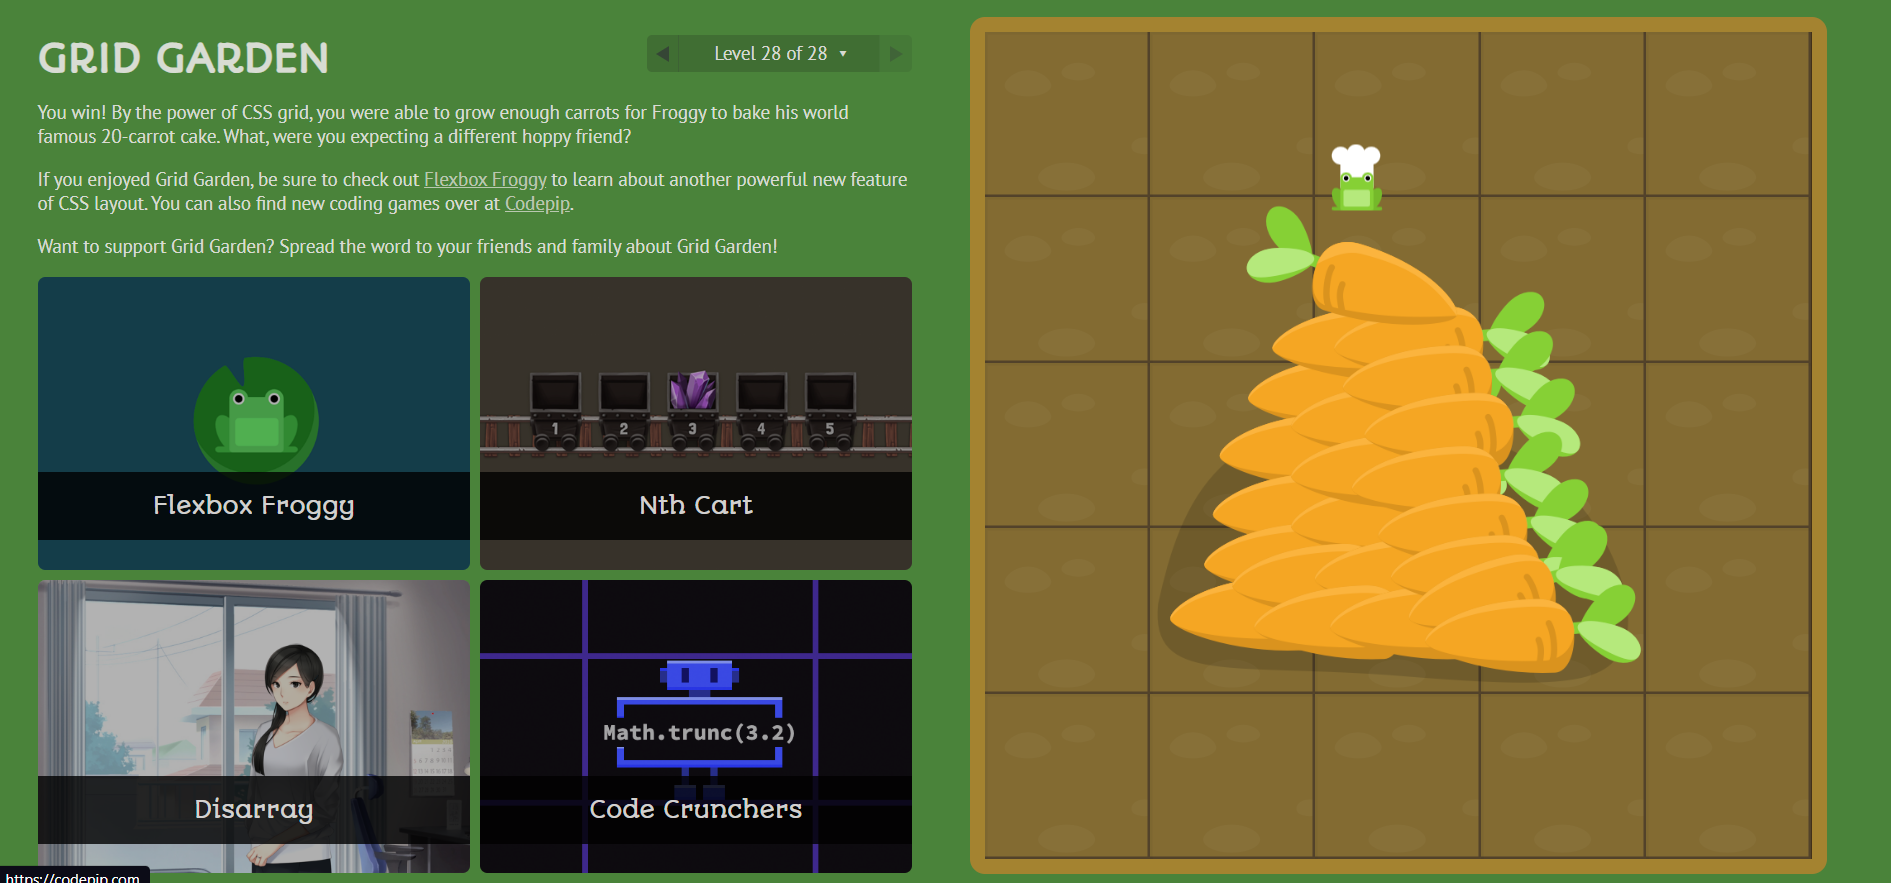 GRID GARDEN
◀ Level 28 of 28 ▼ ▶
You win! By the power of CSS grid, you were able to grow enough carrots for Froggy to bake his world
famous 20-carrot cake. What, were you expecting a different hoppy friend?
If you enjoyed Grid Garden, be sure to check out Flexbox Froggy to learn about another powerful new feature
of CSS layout. You can also find new coding games over at Codepip.
Want to support Grid Garden? Spread the word to your friends and family about Grid Garden!
1 2 3 4 5
Flexbox Froggy
Nth Cart
Math.trunc(3.2)
Disarray
Code Crunchers
https://codepip.com